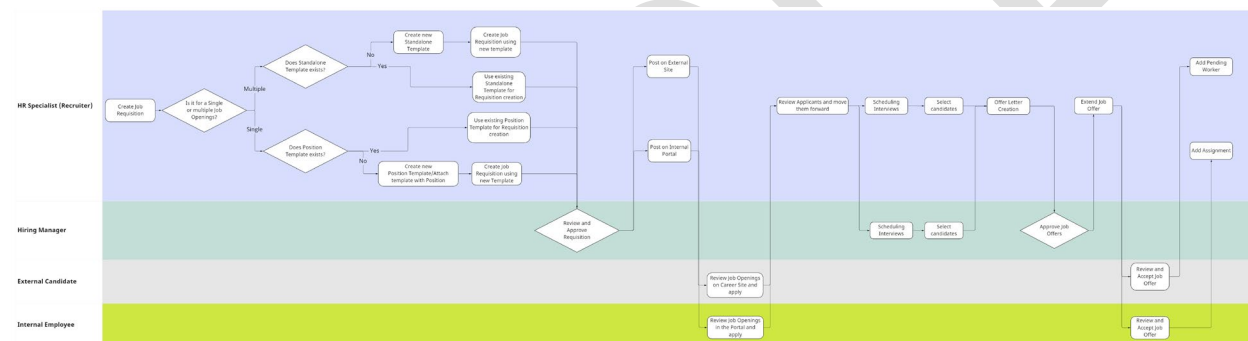 HR Specialist (Recruiter)
Create Job
Requisition
Is it for a Single
or multiple Job
Openings?
Multiple
Single
Does Standalone
Template exists?
No
Yes
Create new
Standalone
Template
Create Job
Requisition using
new template
Use existing
Standalone
Template for
Requisition creation
Does Position
Template exists?
Yes
No
Use existing Position
Template for Requisition
creation
Create new
Position Template/Attach
template with Position
Create Job
Requisition using
new Template
Post on External
Site
Post on Internal
Portal
Review Applicants and move
them forward
Scheduling
Interviews
Select
candidates
Offer Letter
Creation
Extend Job
Offer
Add Pending
Worker
Add Assignment
Hiring Manager
Review and
Approve
Requisition
Scheduling
Interviews
Select
candidates
Approve Job
Offers
External Candidate
Review Job Openings
on Career Site and
apply
Review and
Accept Job
Offer
Internal Employee
Review Job Openings
in the Portal and
apply
Review and
Accept Job
Offer